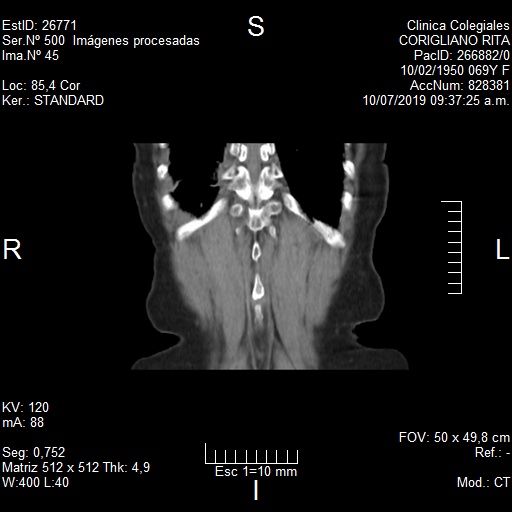 EstID: 26771
Ser.Nº 500  Imágenes procesadas
Ima.Nº 45
Loc: 85,4 Cor
Ker.: STANDARD
S
Clinica Colegiales
CORIGLIANO RITA
PacID: 266882/0
10/02/1950 069Y F
AccNum: 828381
10/07/2019 09:37:25 a.m.
R
L
KV: 120
mA: 88
Seg: 0,752
Matriz 512 x 512 Thk: 4,9
W:400 L:40
Esc 1=10 mm
I
FOV: 50 x 49,8 cm
Ref.: -
Mod.: CT